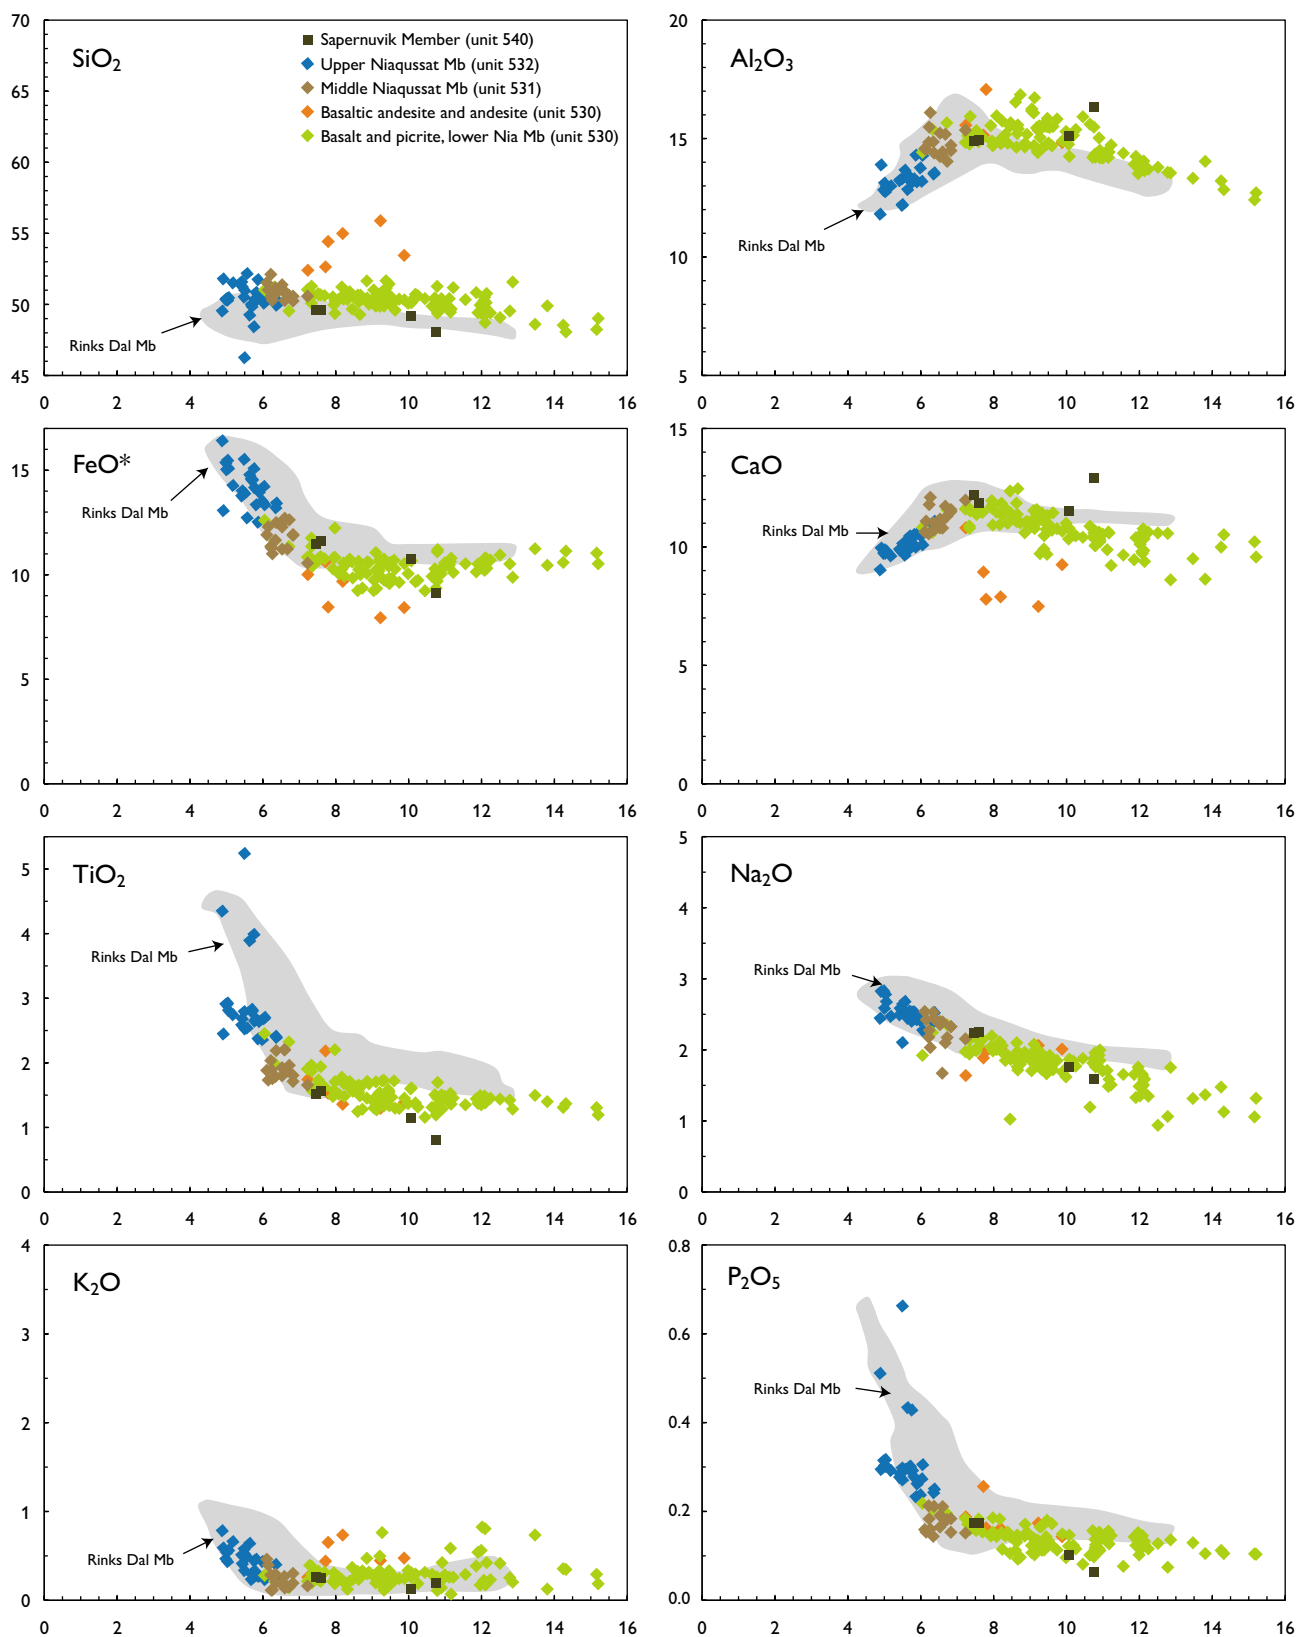 70
65
60
55
50
45
SiO2
Sapernuvik Member (unit 540)
Upper Niaqussat Mb (unit 532)
Middle Niaqussat Mb (unit 531)
Basaltic andesite and andesite (unit 530)
Basalt and picrite, lower Nia Mb (unit 530)
Rinks Dal Mb
0 2 4 6 8 10 12 14 16
20
15
10
5
Al2O3
Rinks Dal Mb
0 2 4 6 8 10 12 14 16
15
10
5
0
FeO*
Rinks Dal Mb
0 2 4 6 8 10 12 14 16
15
10
5
0
CaO
Rinks Dal Mb
0 2 4 6 8 10 12 14 16
5
4
3
2
1
0
TiO2
Rinks Dal Mb
0 2 4 6 8 10 12 14 16
5
4
3
2
1
0
Na2O
Rinks Dal Mb
0 2 4 6 8 10 12 14 16
4
3
2
1
0
K2O
Rinks Dal Mb
0 2 4 6 8 10 12 14 16
0.8
0.6
0.4
0.2
0.0
P2O5
Rinks Dal Mb
0 2 4 6 8 10 12 14 16